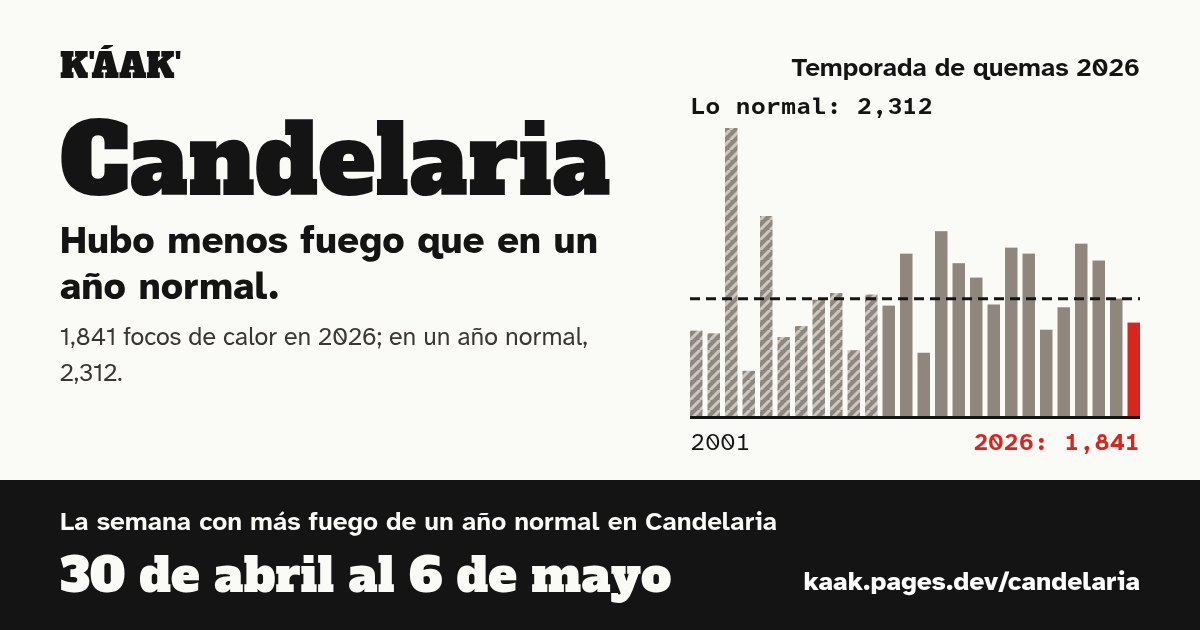 K'ÁAK'
Candelaria
Hubo menos fuego que en un
año normal.
1,841 focos de calor en 2026; en un año normal,
2,312.
Temporada de quemas 2026
Lo normal: 2,312
2001
2026: 1,841
La semana con más fuego de un año normal en Candelaria
30 de abril al 6 de mayo
kaak.pages.dev/candelaria